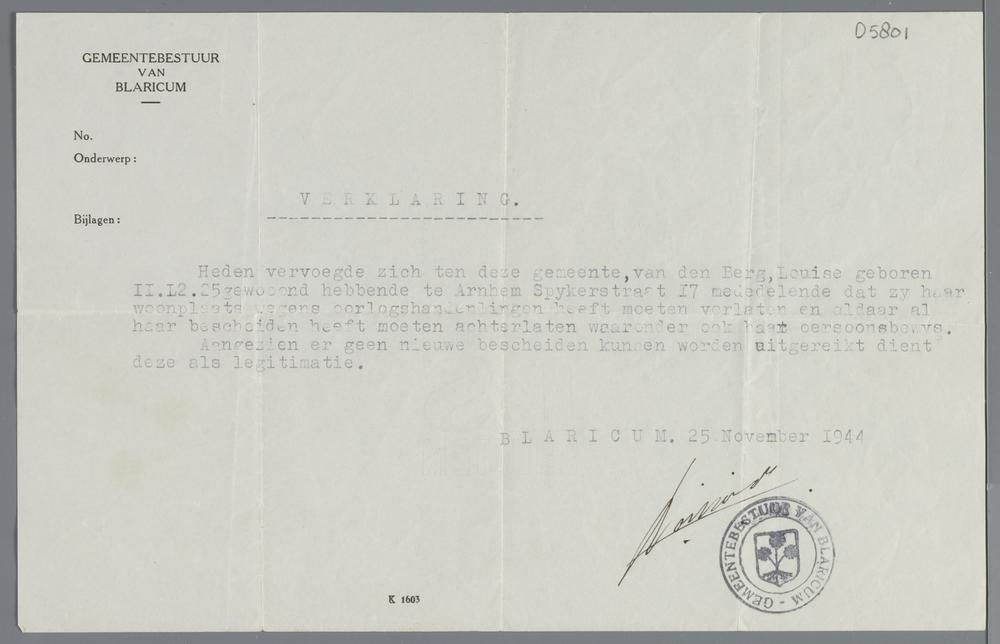 D5801
GEMEENTEBESTUUR
VAN
BLARICUM
No.
Onderwerp:
Bijlagen:
VERKLARING.
Heden vervoegde zich ten deze gemeente,van den Berg,Louise geboren
II.I2.25gewoond hebbende te Arnhem Spykerstraat I7 mededelende dat zy haar
woonplaats wegens oorlogshandelingen heeft moeten verlaten en aldaar al
haar bescheiden heeft moeten achterlaten waaronder ook haar persoonsbewys.
Aangezien er geen nieuwe bescheiden kunnen worden uitgereikt dient
deze als legitimatie.
BLARICUM. 25 November I944
GEMEENTEBESTUUR VAN BLARICUM
K 1603